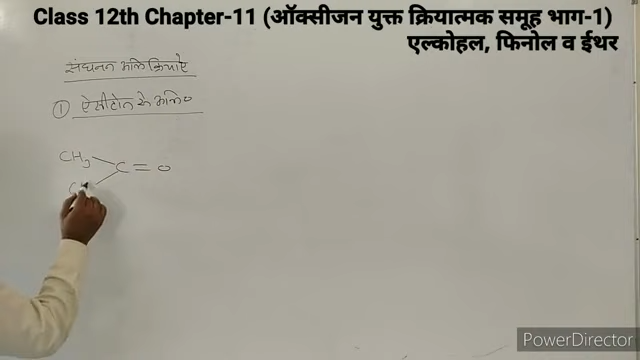 Class 12th Chapter-11 (ऑक्सीजन युक्त क्रियात्मक समूह भाग-1)
एल्कोहल, फिनोल व ईथर
संघनन अभिक्रियाऐ
① ऐसीटोन से अभि०
CH3
C = O
PowerDirector